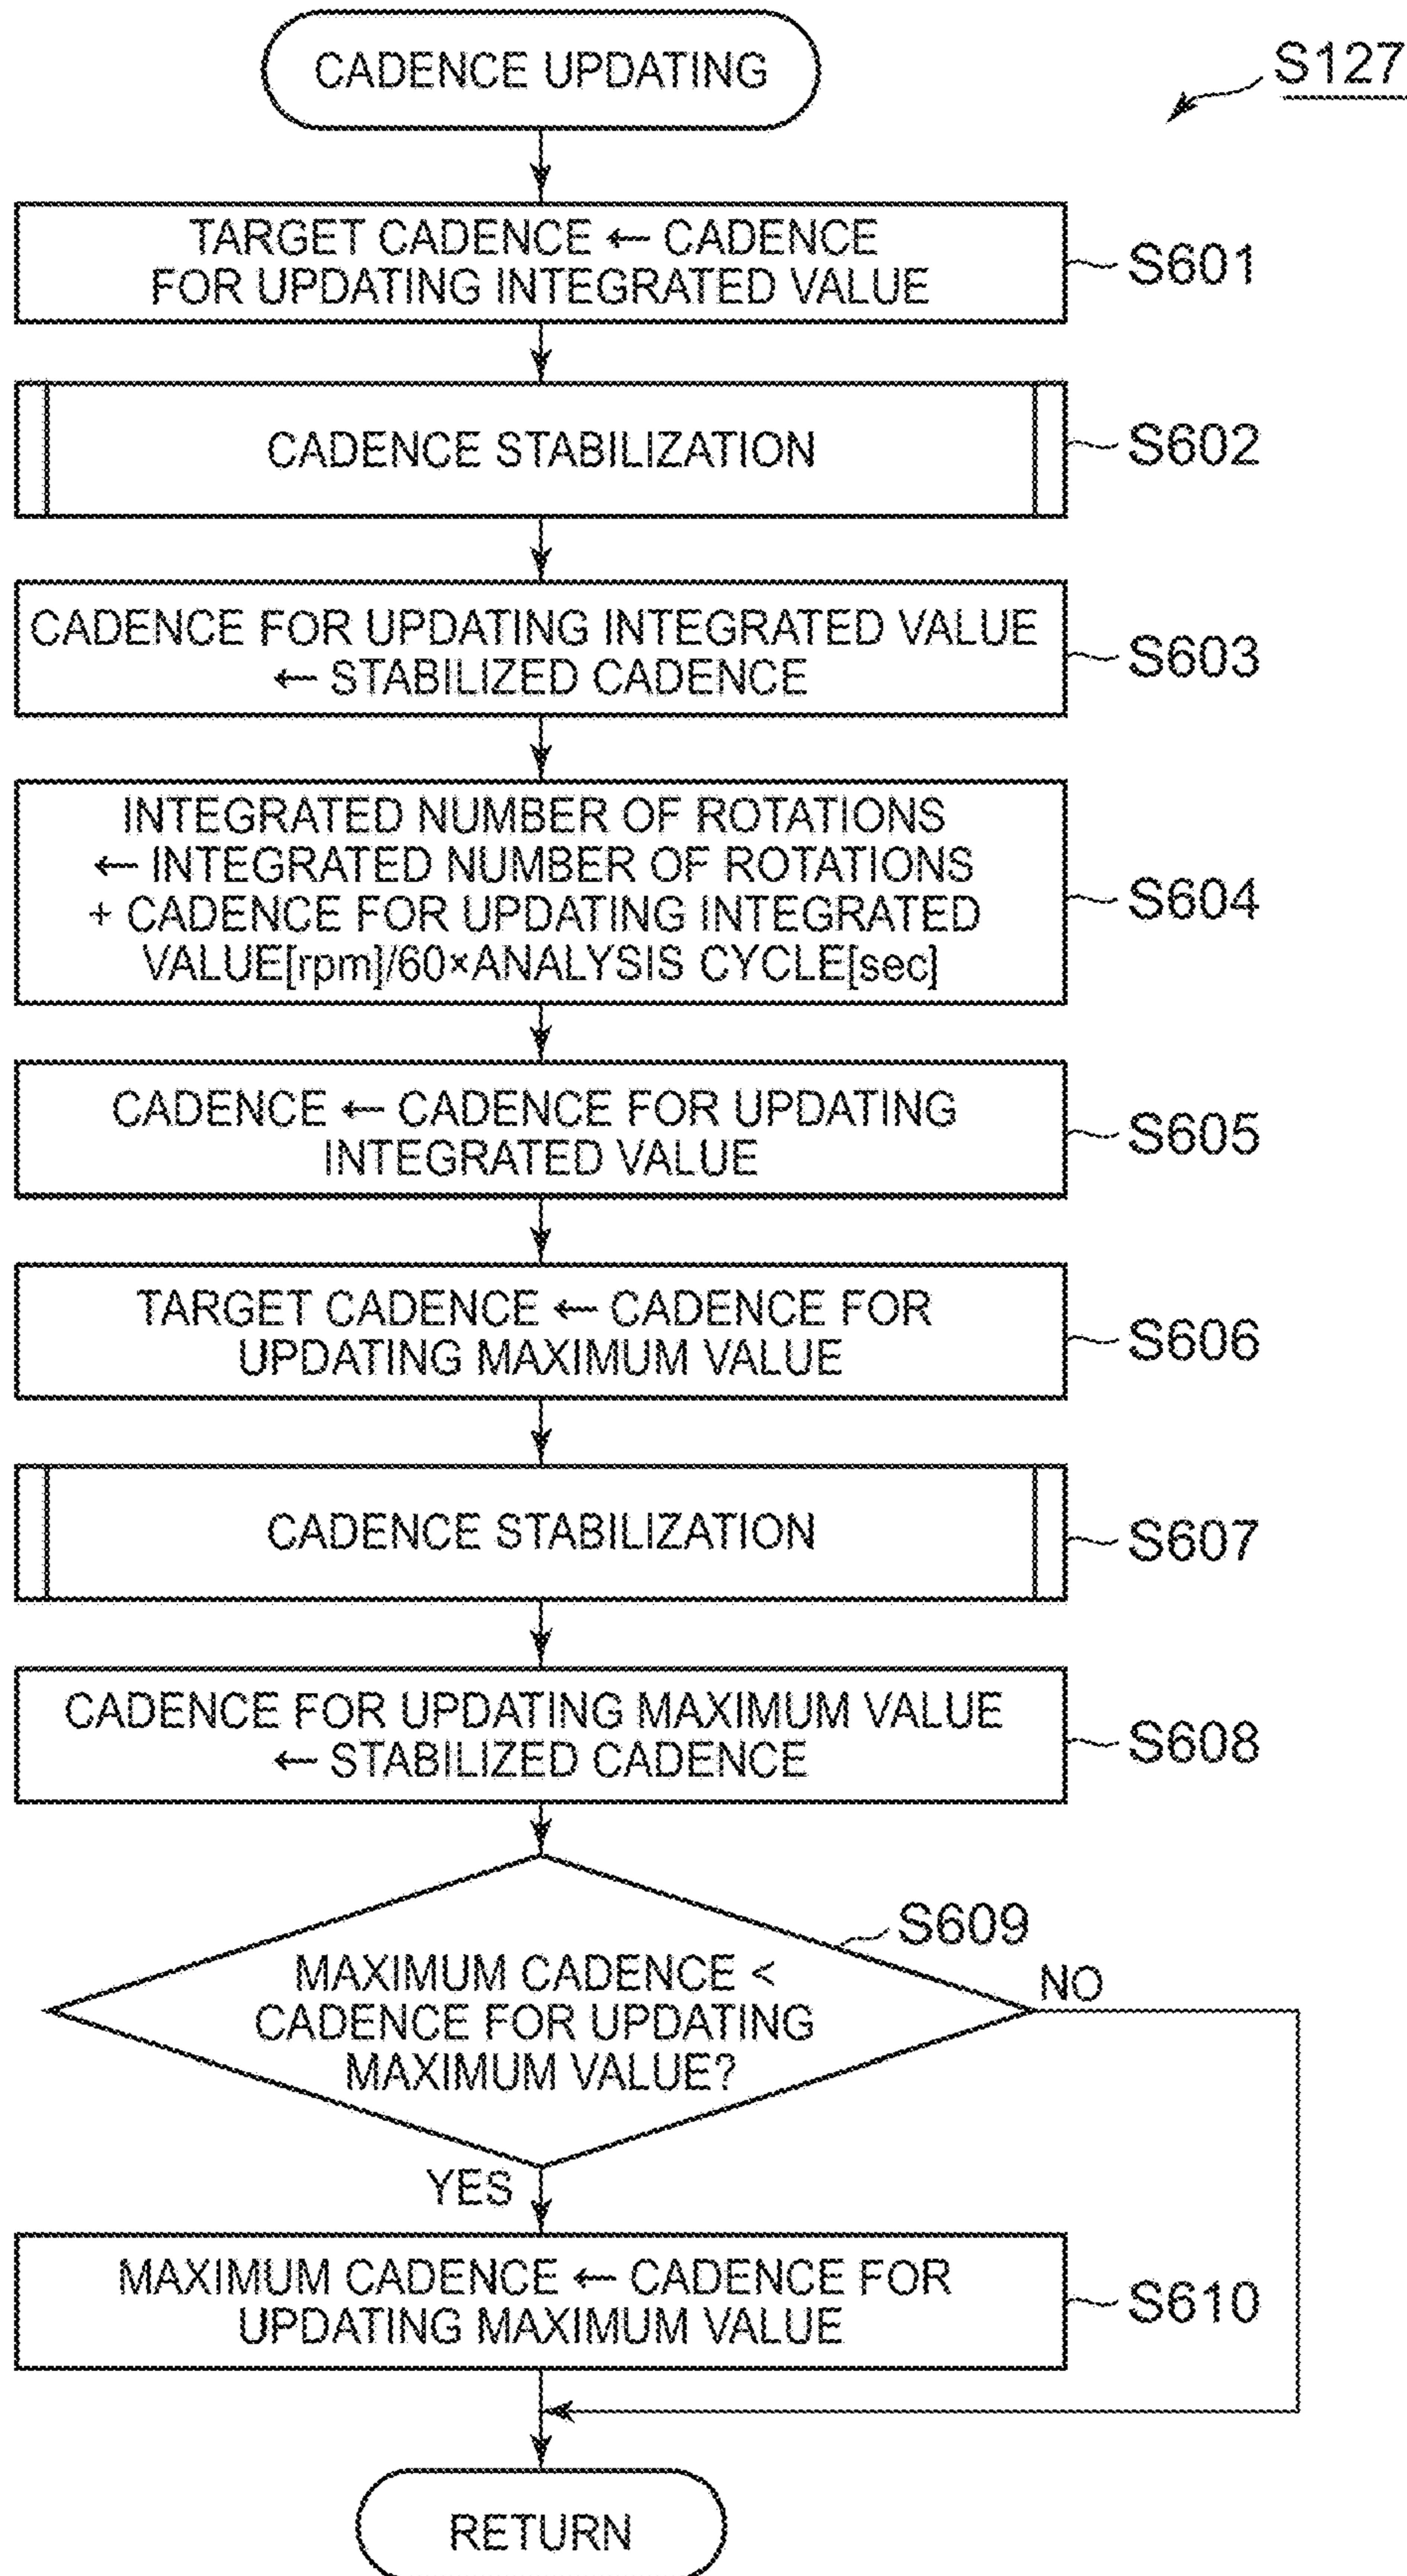 CADENCE UPDATING
S127
TARGET CADENCE ← CADENCE
FOR UPDATING INTEGRATED VALUE
S601
CADENCE STABILIZATION
S602
CADENCE FOR UPDATING INTEGRATED VALUE
← STABILIZED CADENCE
S603
INTEGRATED NUMBER OF ROTATIONS
← INTEGRATED NUMBER OF ROTATIONS
+ CADENCE FOR UPDATING INTEGRATED
VALUE[rpm]/60×ANALYSIS CYCLE[sec]
S604
CADENCE ← CADENCE FOR UPDATING
INTEGRATED VALUE
S605
TARGET CADENCE ← CADENCE FOR
UPDATING MAXIMUM VALUE
S606
CADENCE STABILIZATION
S607
CADENCE FOR UPDATING MAXIMUM VALUE
← STABILIZED CADENCE
S608
S609
MAXIMUM CADENCE <
CADENCE FOR UPDATING
MAXIMUM VALUE?
NO
YES
MAXIMUM CADENCE ← CADENCE FOR
UPDATING MAXIMUM VALUE
S610
RETURN